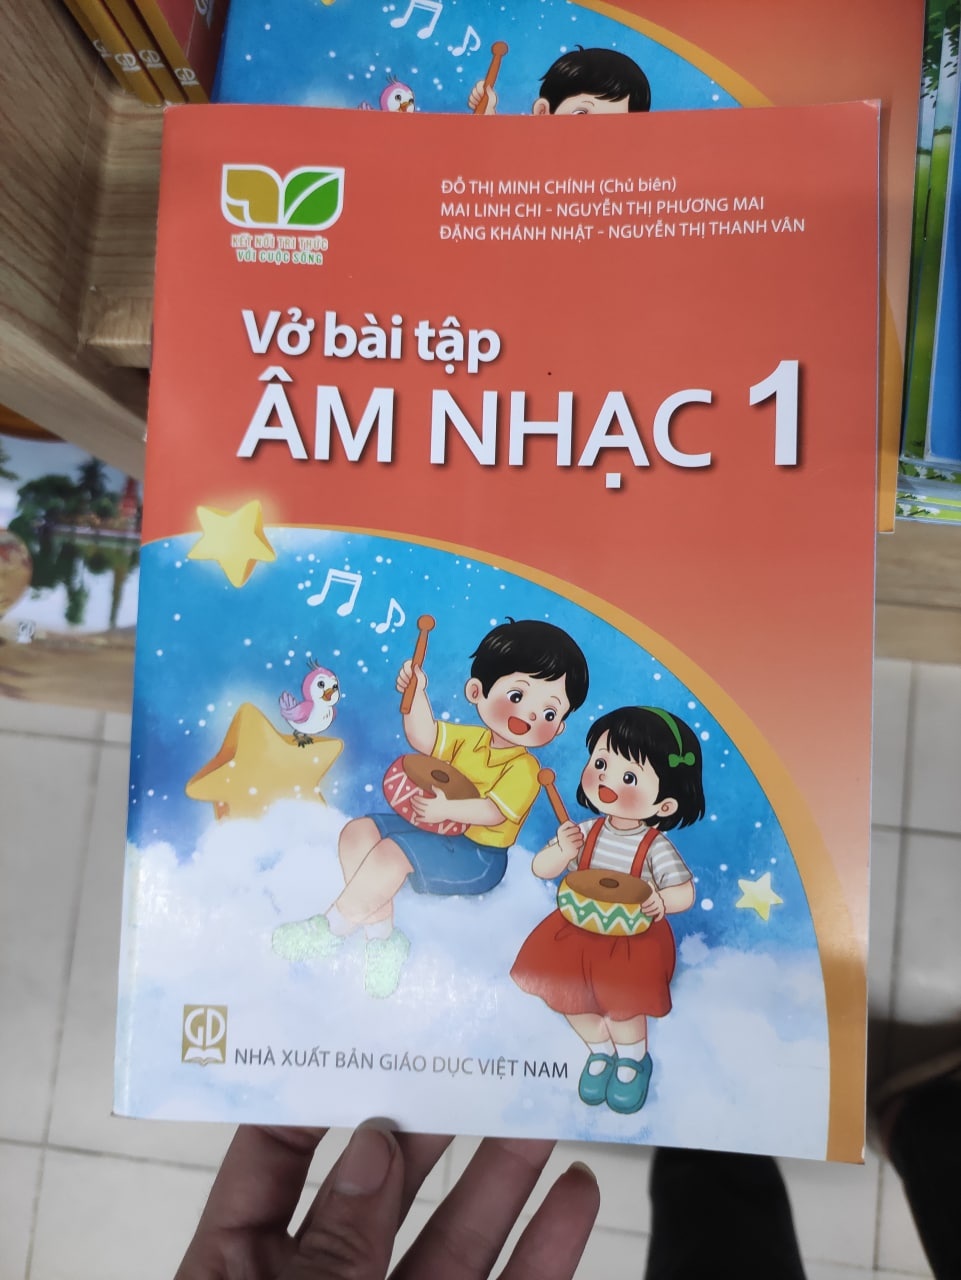 KẾT NỐI TRI THỨC
VỚI CUỘC SỐNG
ĐỖ THỊ MINH CHÍNH (Chủ biên)
MAI LINH CHI – NGUYỄN THỊ PHƯƠNG MAI
ĐẶNG KHÁNH NHẬT – NGUYỄN THỊ THANH VÂN
Vở bài tập
ÂM NHẠC 1
GD
NHÀ XUẤT BẢN GIÁO DỤC VIỆT NAM